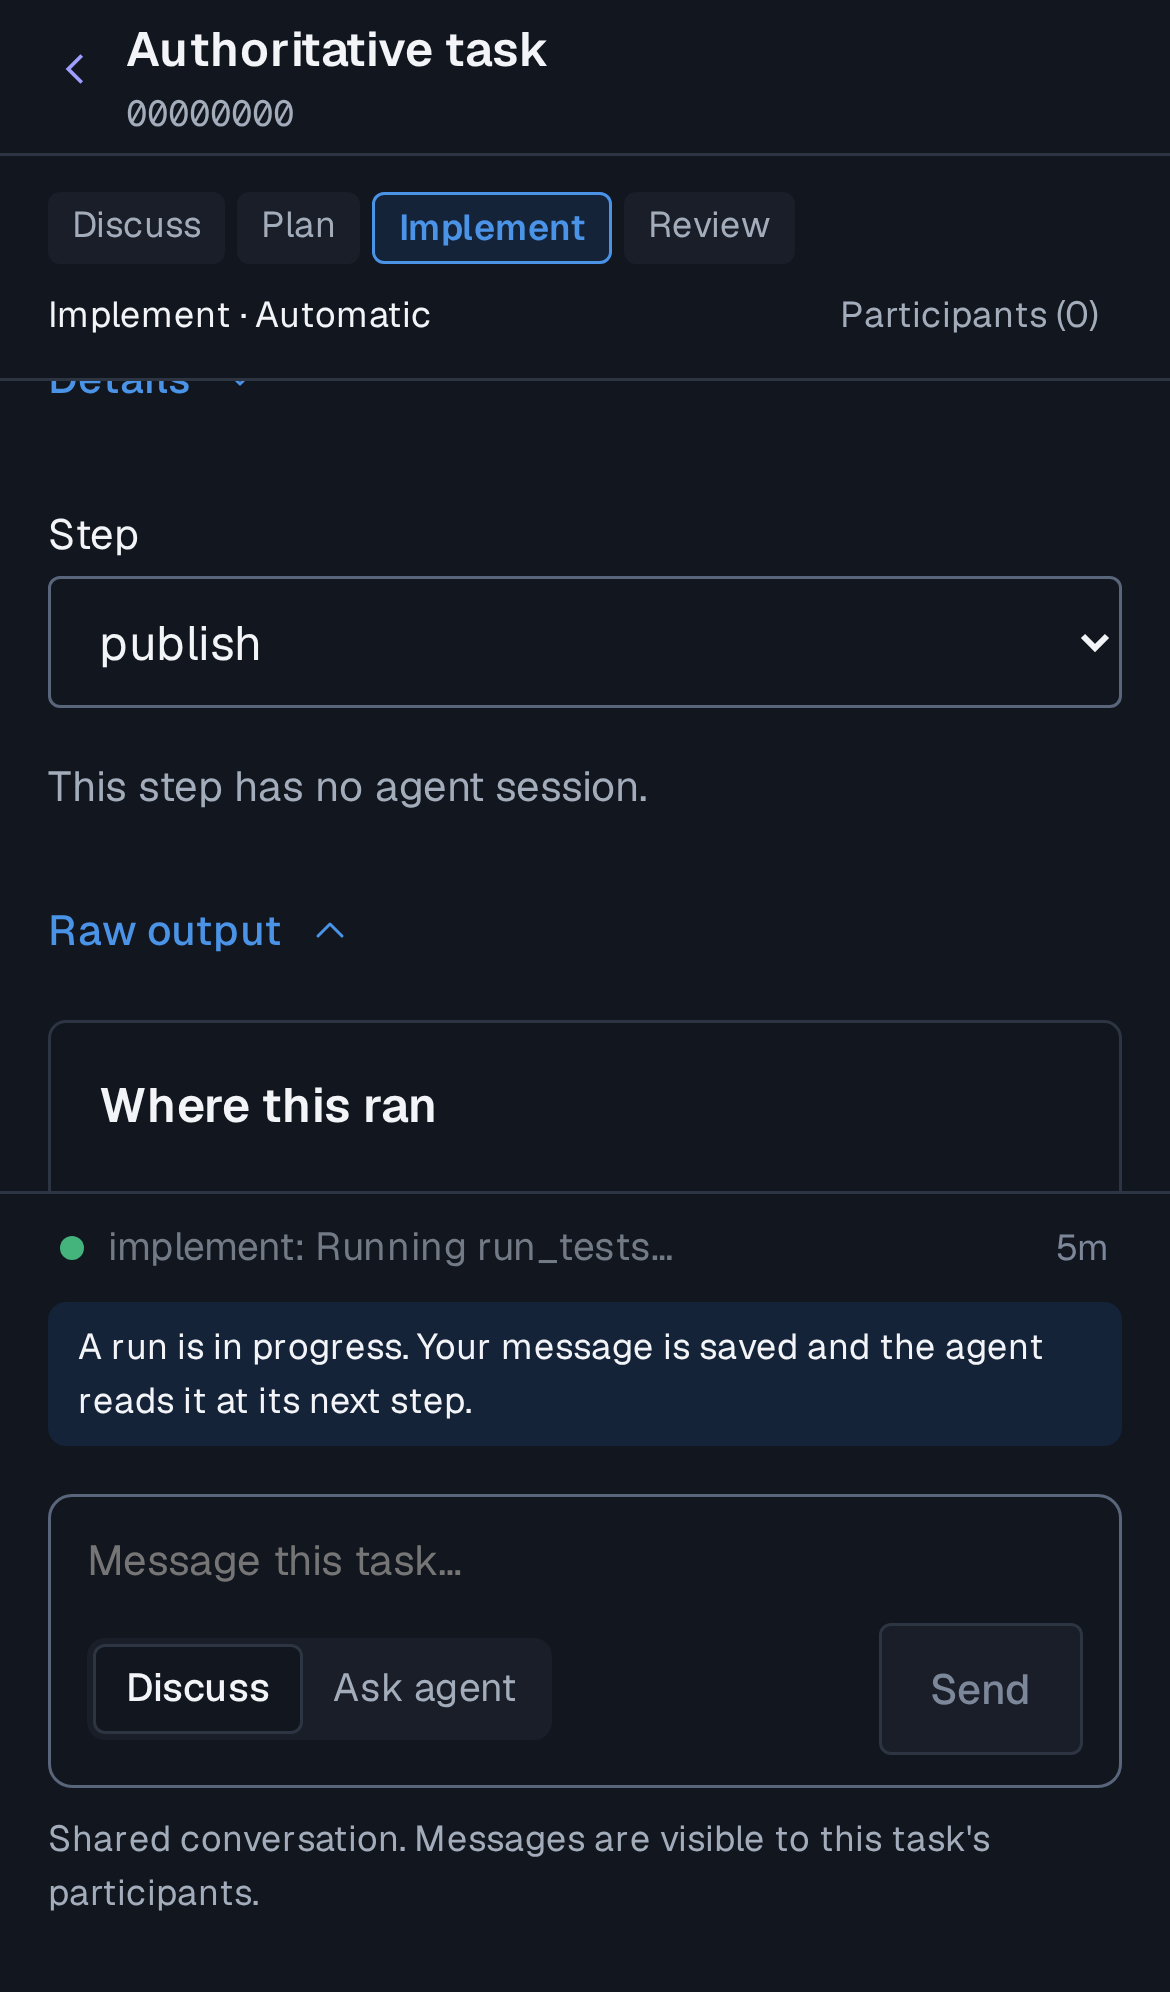 Authoritative task
00000000
Discuss Plan Implement Review
Implement · Automatic Participants (0)
Details
Step
publish
This step has no agent session.
Raw output
Where this ran
implement: Running run_tests… 5m
A run is in progress. Your message is saved and the agent
reads it at its next step.
Message this task…
Discuss Ask agent Send
Shared conversation. Messages are visible to this task's
participants.